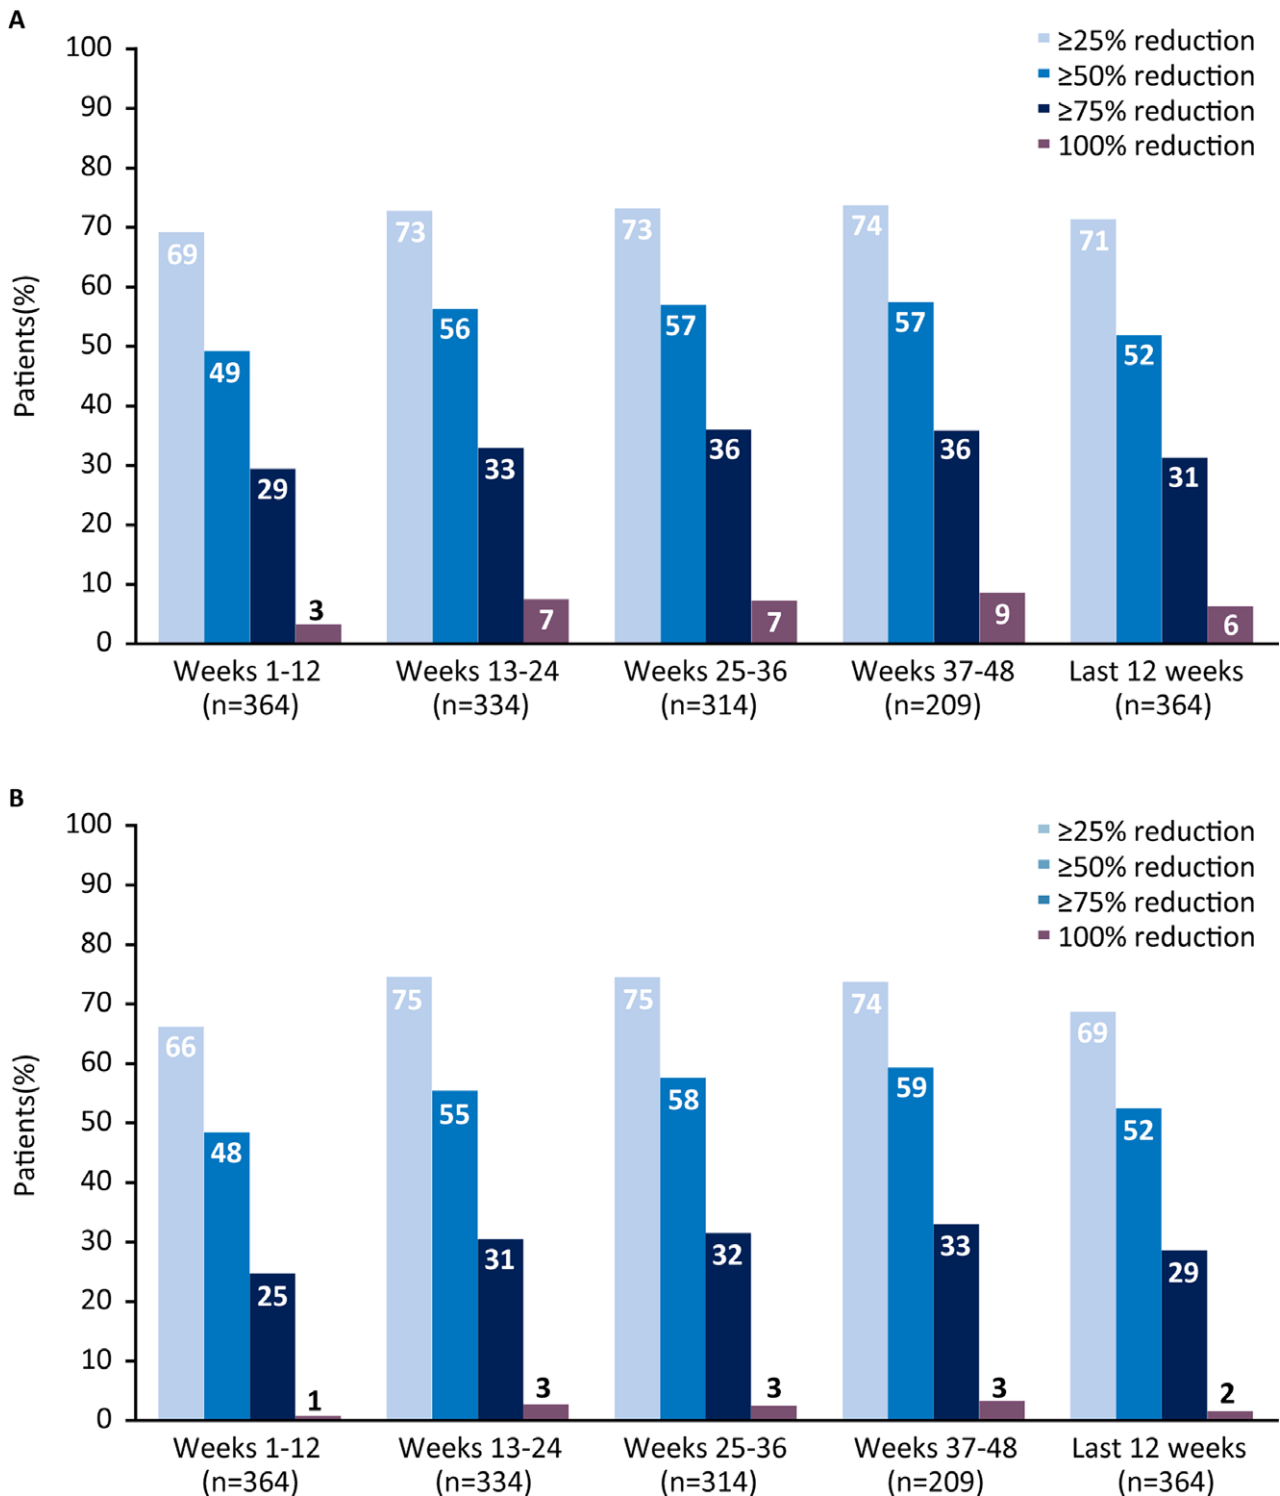 A
100
90
80
70
60
50
40
30
20
10
0
Patients(%)
≥25% reduction
≥50% reduction
≥75% reduction
100% reduction
69
49
29
3
73
56
33
7
73
57
36
7
74
57
36
9
71
52
31
6
Weeks 1-12
(n=364)
Weeks 13-24
(n=334)
Weeks 25-36
(n=314)
Weeks 37-48
(n=209)
Last 12 weeks
(n=364)
B
100
90
80
70
60
50
40
30
20
10
0
Patients(%)
≥25% reduction
≥50% reduction
≥75% reduction
100% reduction
66
48
25
1
75
55
31
3
75
58
32
3
74
59
33
3
69
52
29
2
Weeks 1-12
(n=364)
Weeks 13-24
(n=334)
Weeks 25-36
(n=314)
Weeks 37-48
(n=209)
Last 12 weeks
(n=364)